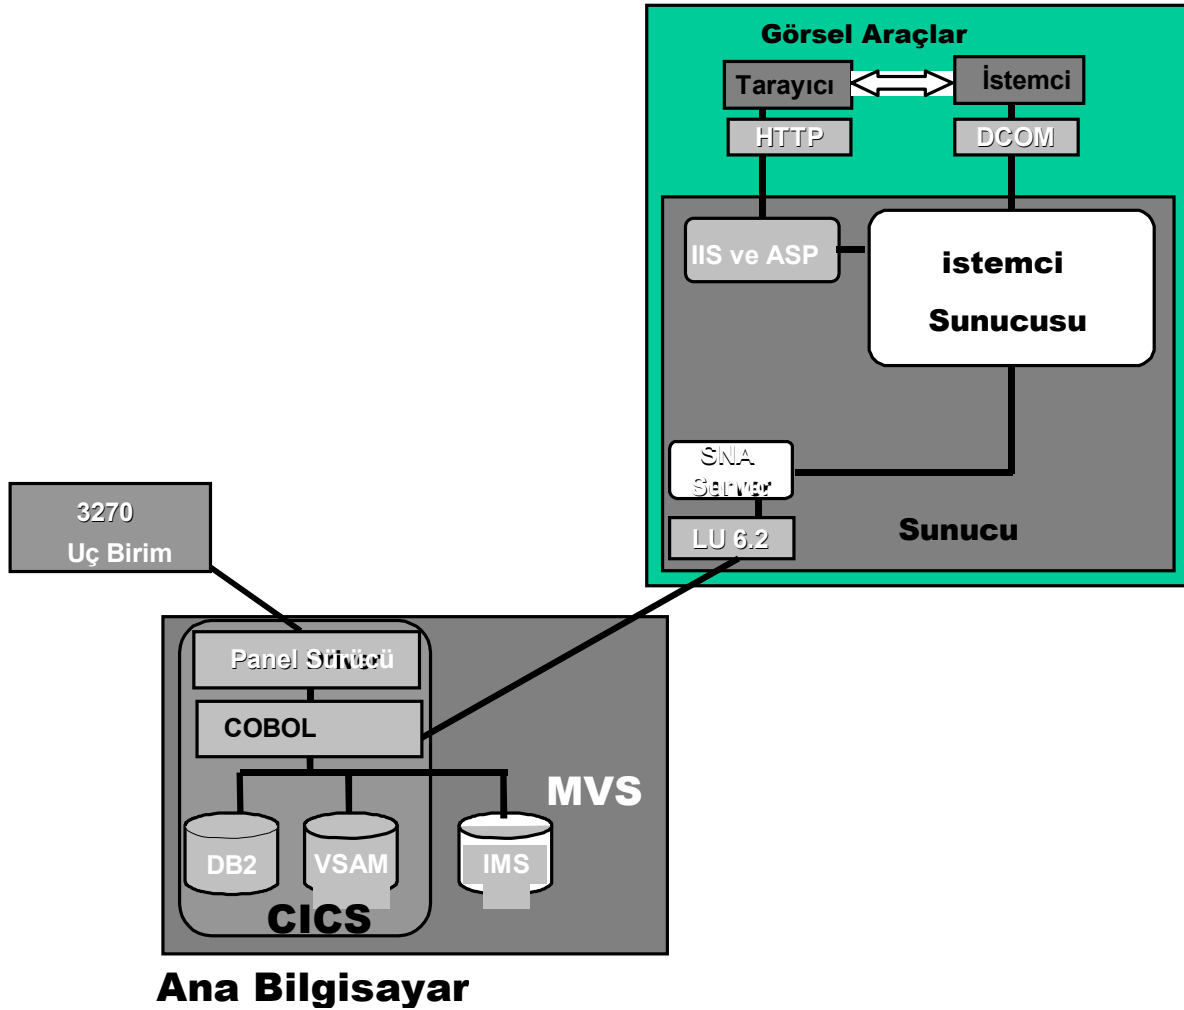 Görsel Araçlar
Tarayıcı
İstemci
HTTP
DCOM
IIS ve ASP
istemci
Sunucusu
SNA
Server
LU 6.2
Sunucu
3270
Uç Birim
Panel Sürücü
COBOL
MVS
DB2
VSAM
IMS
CICS
Ana Bilgisayar